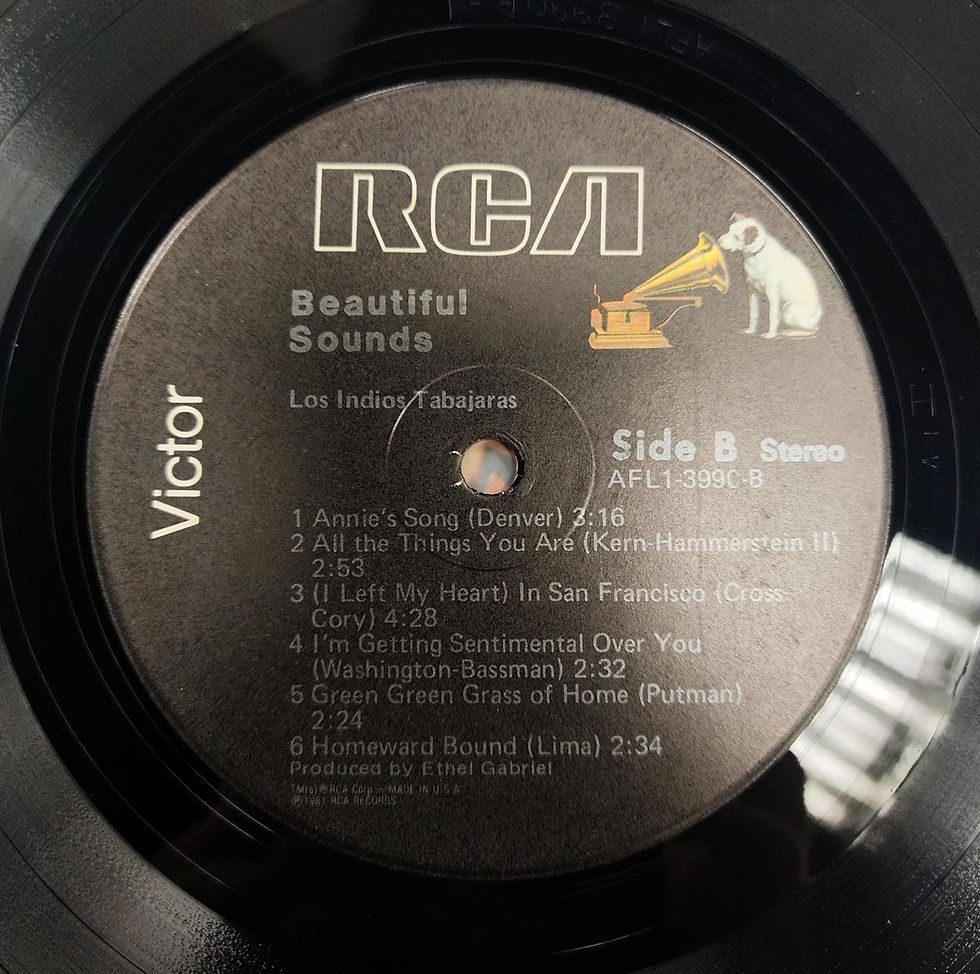 RCA
Beautiful
Sounds
Los Indios Tabajaras
Victor
Side B Stereo
AFL1-3990-B
1 Annie's Song (Denver) 3:16
2 All the Things You Are (Kern-Hammerstein II)
2:53
3 (I Left My Heart) In San Francisco (Cross-
Cory) 4:28
4 I'm Getting Sentimental Over You
(Washington-Bassman) 2:32
5 Green Green Grass of Home (Putman)
2:24
6 Homeward Bound (Lima) 2:34
Produced by Ethel Gabriel
TM(s) ® RCA Corp — MADE IN U.S.A.
℗ 1981 RCA RECORDS